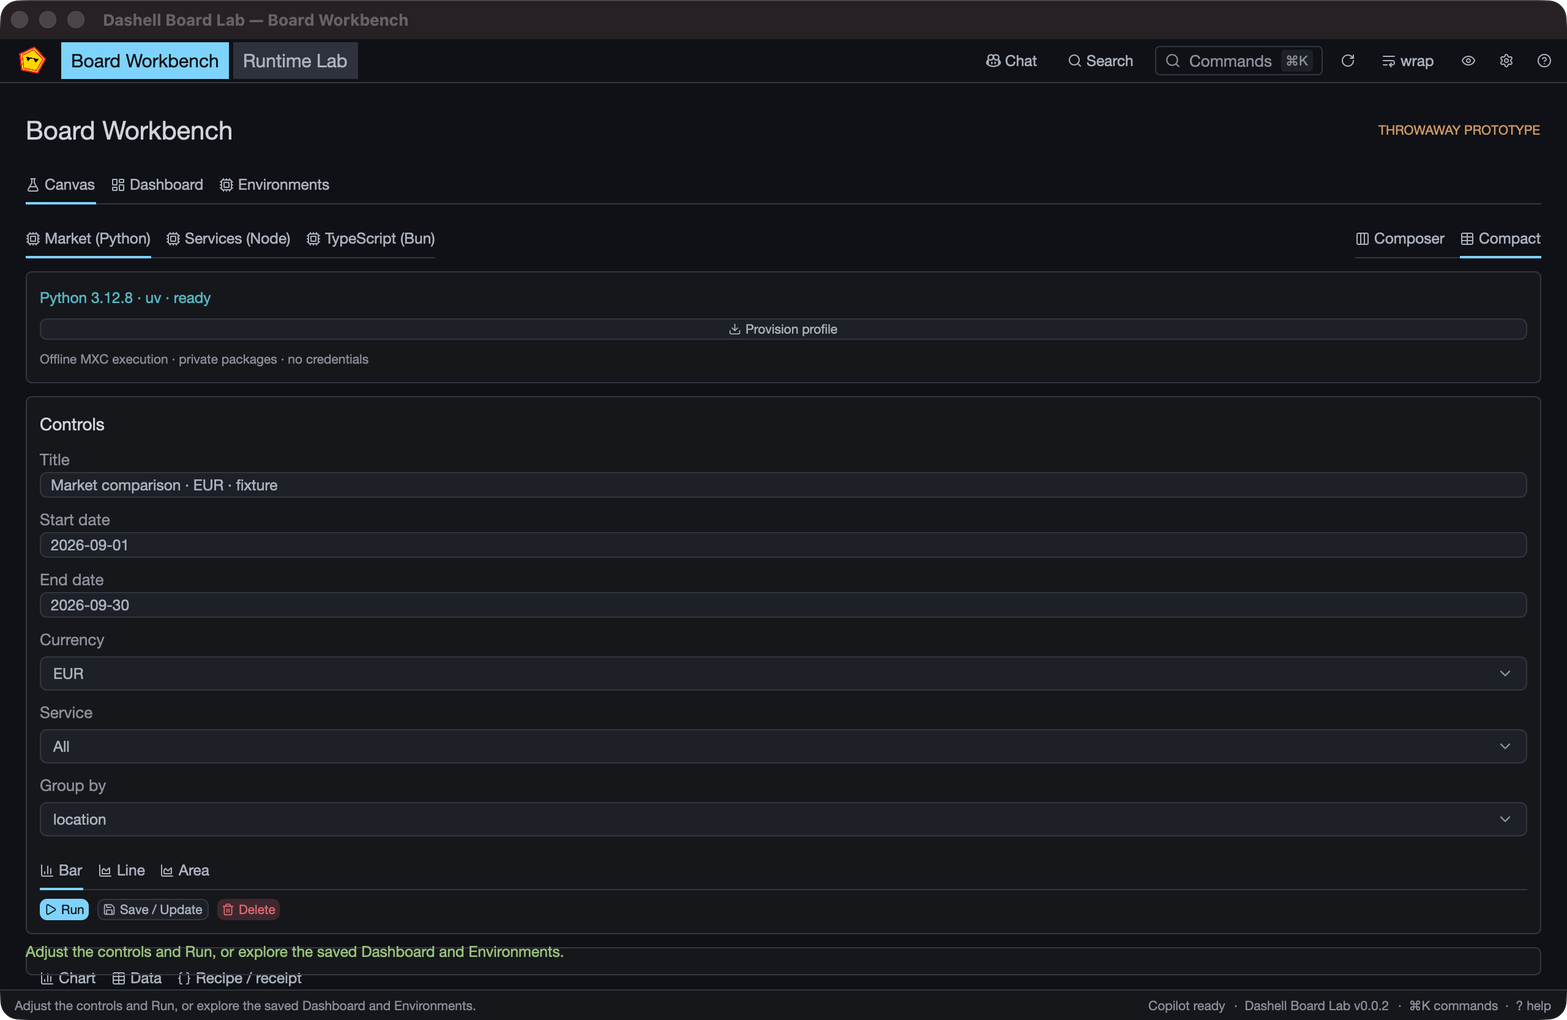 Dashell Board Lab — Board Workbench
Board Workbench Runtime Lab Chat Search Commands ⌘K wrap
Board Workbench THROWAWAY PROTOTYPE
Canvas Dashboard Environments
Market (Python) Services (Node) TypeScript (Bun) Composer Compact
Python 3.12.8 · uv · ready
Provision profile
Offline MXC execution · private packages · no credentials
Controls
Title
Market comparison · EUR · fixture
Start date
2026-09-01
End date
2026-09-30
Currency
EUR
Service
All
Group by
location
Bar Line Area
Run Save / Update Delete
Adjust the controls and Run, or explore the saved Dashboard and Environments.
Chart Data {} Recipe / receipt
Adjust the controls and Run, or explore the saved Dashboard and Environments. Copilot ready · Dashell Board Lab v0.0.2 · ⌘K commands · ? help